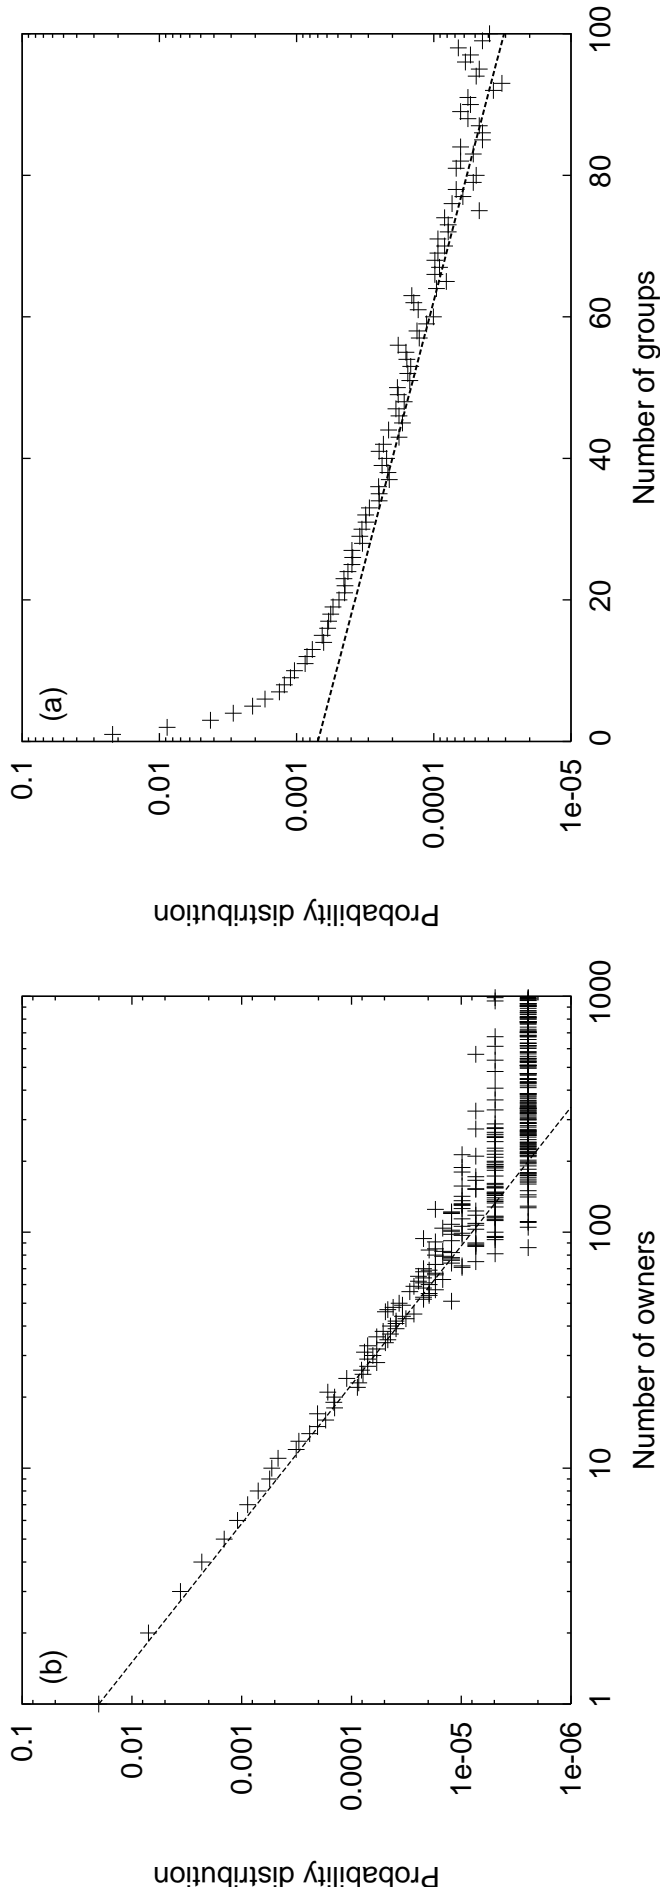 (a)
Probability distribution
0.1
0.01
0.001
0.0001
1e-05
0
20
40
60
80
100
Number of groups
(b)
Probability distribution
0.1
0.01
0.001
0.0001
1e-05
1e-06
1
10
100
1000
Number of owners